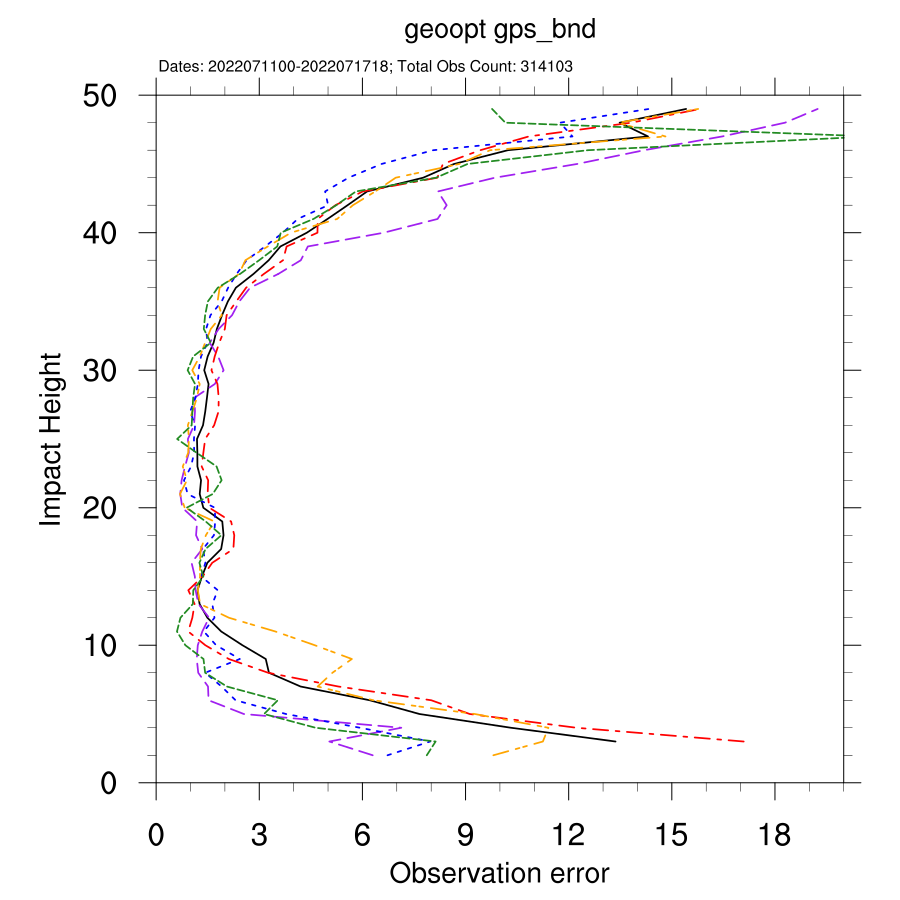 geoopt gps_bnd
Dates: 2022071100-2022071718; Total Obs Count: 314103
50
40
30
20
10
0
Impact Height
0 3 6 9 12 15 18
Observation error